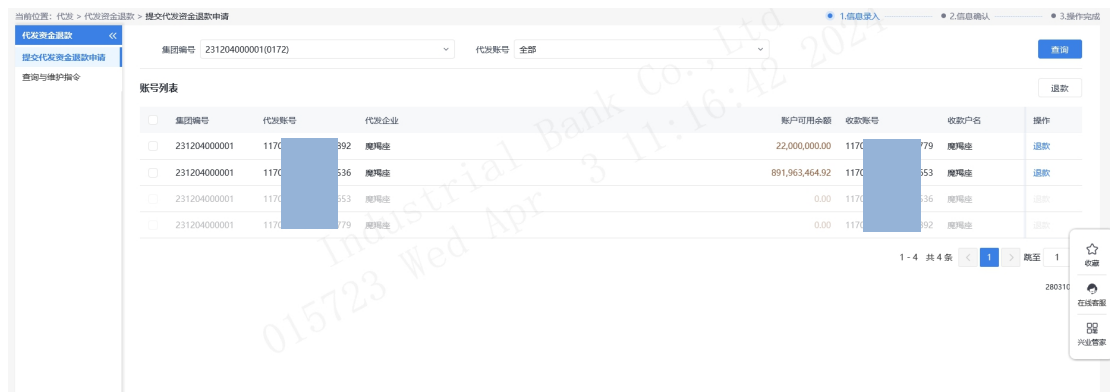 当前位置：代发 > 代发资金退款 > 提交代发资金退款申请
1.信息录入
2.信息确认
3.操作完成
代发资金退款 《
提交代发资金退款申请
查询与维护指令
集团编号 231204000001(0172)
代发账号 全部
查询
账号列表
退款
集团编号 代发账号 代发企业 账户可用余额 收款账号 收款户名 操作
231204000001 1170 392 魔羯座 22,000,000.00 1170 779 魔羯座 退款
231204000001 1170 536 魔羯座 891,963,464.92 1170 553 魔羯座 退款
231204000001 1170 553 魔羯座 0.00 1170 536 魔羯座 退款
231204000001 1170 779 魔羯座 0.00 1170 392 魔羯座 退款
1 - 4 共 4 条 < 1 > 跳至 1
280310
收藏
在线客服
兴业管家
Industrial Bank Co., Ltd
015723 Wed Apr 3 11:16:42 2024